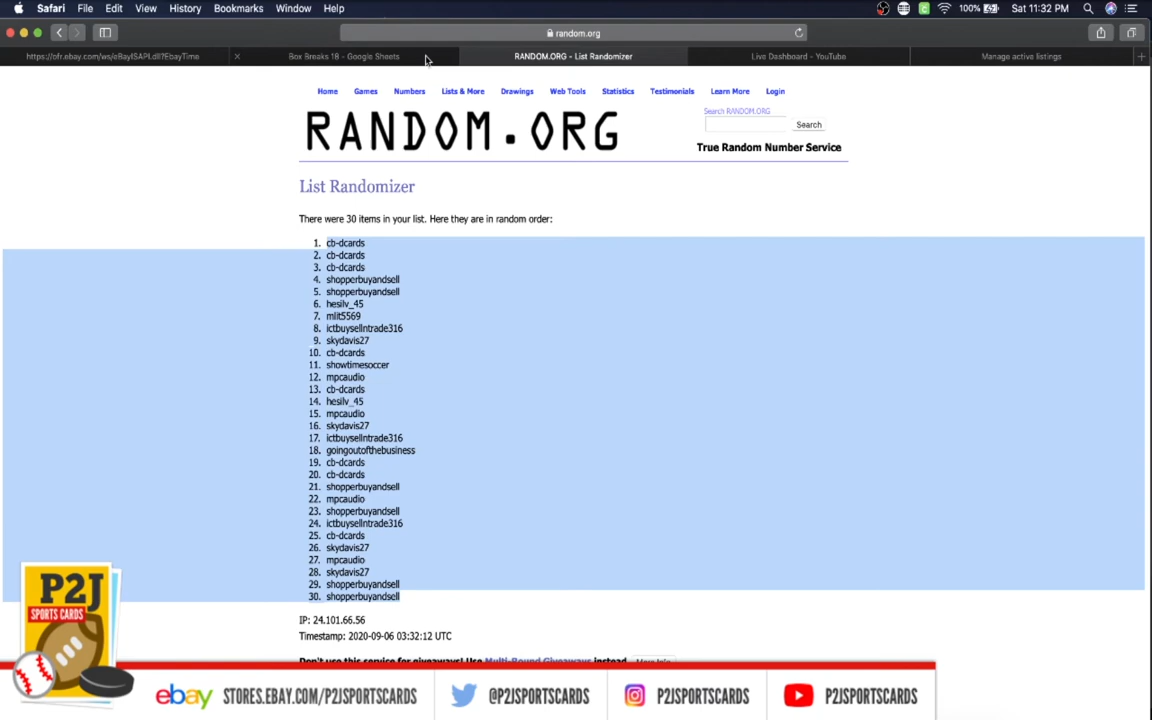 Safari File Edit View History Bookmarks Window Help 100% Sat 11:32 PM
random.org
https://ofr.ebay.com/ws/eBayISAPI.dll?EbayTime Box Breaks 18 - Google Sheets RANDOM.ORG - List Randomizer Live Dashboard - YouTube Manage active listings
Home Games Numbers Lists & More Drawings Web Tools Statistics Testimonials Learn More Login
RANDOM.ORG
Search RANDOM.ORG
Search
True Random Number Service
List Randomizer
There were 30 items in your list. Here they are in random order:
1. cb-dcards
2. cb-dcards
3. cb-dcards
4. shopperbuyandsell
5. shopperbuyandsell
6. hesilv_45
7. mlit5569
8. ictbuysellntrade316
9. skydavis27
10. cb-dcards
11. showtimesoccer
12. mpcaudio
13. cb-dcards
14. hesilv_45
15. mpcaudio
16. skydavis27
17. ictbuysellntrade316
18. goingoutofthebusiness
19. cb-dcards
20. cb-dcards
21. shopperbuyandsell
22. mpcaudio
23. shopperbuyandsell
24. ictbuysellntrade316
25. cb-dcards
26. skydavis27
27. mpcaudio
28. skydavis27
29. shopperbuyandsell
30. shopperbuyandsell
IP: 24.101.66.56
Timestamp: 2020-09-06 03:32:12 UTC
Don't use this service for giveaways! Use Multi-Round Giveaways instead More Info
P2J
SPORTS CARDS
ebay STORES.EBAY.COM/P2JSPORTSCARDS @P2JSPORTSCARDS P2JSPORTSCARDS P2JSPORTSCARDS